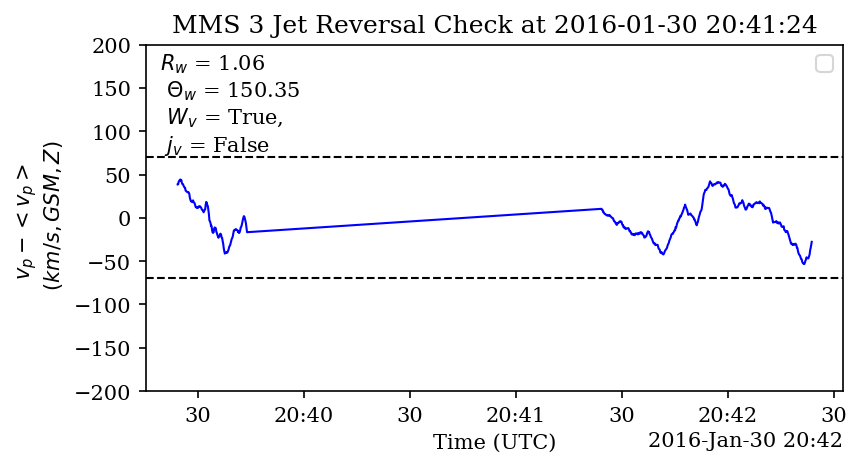 MMS 3 Jet Reversal Check at 2016-01-30 20:41:24
R_w = 1.06
Θ_w = 150.35
W_v = True,
j_v = False
v_p − < v_p >
(km/s, GSM, Z)
200
150
100
50
0
−50
−100
−150
−200
30 20:40 30 20:41 30 20:42 30
Time (UTC)
2016-Jan-30 20:42